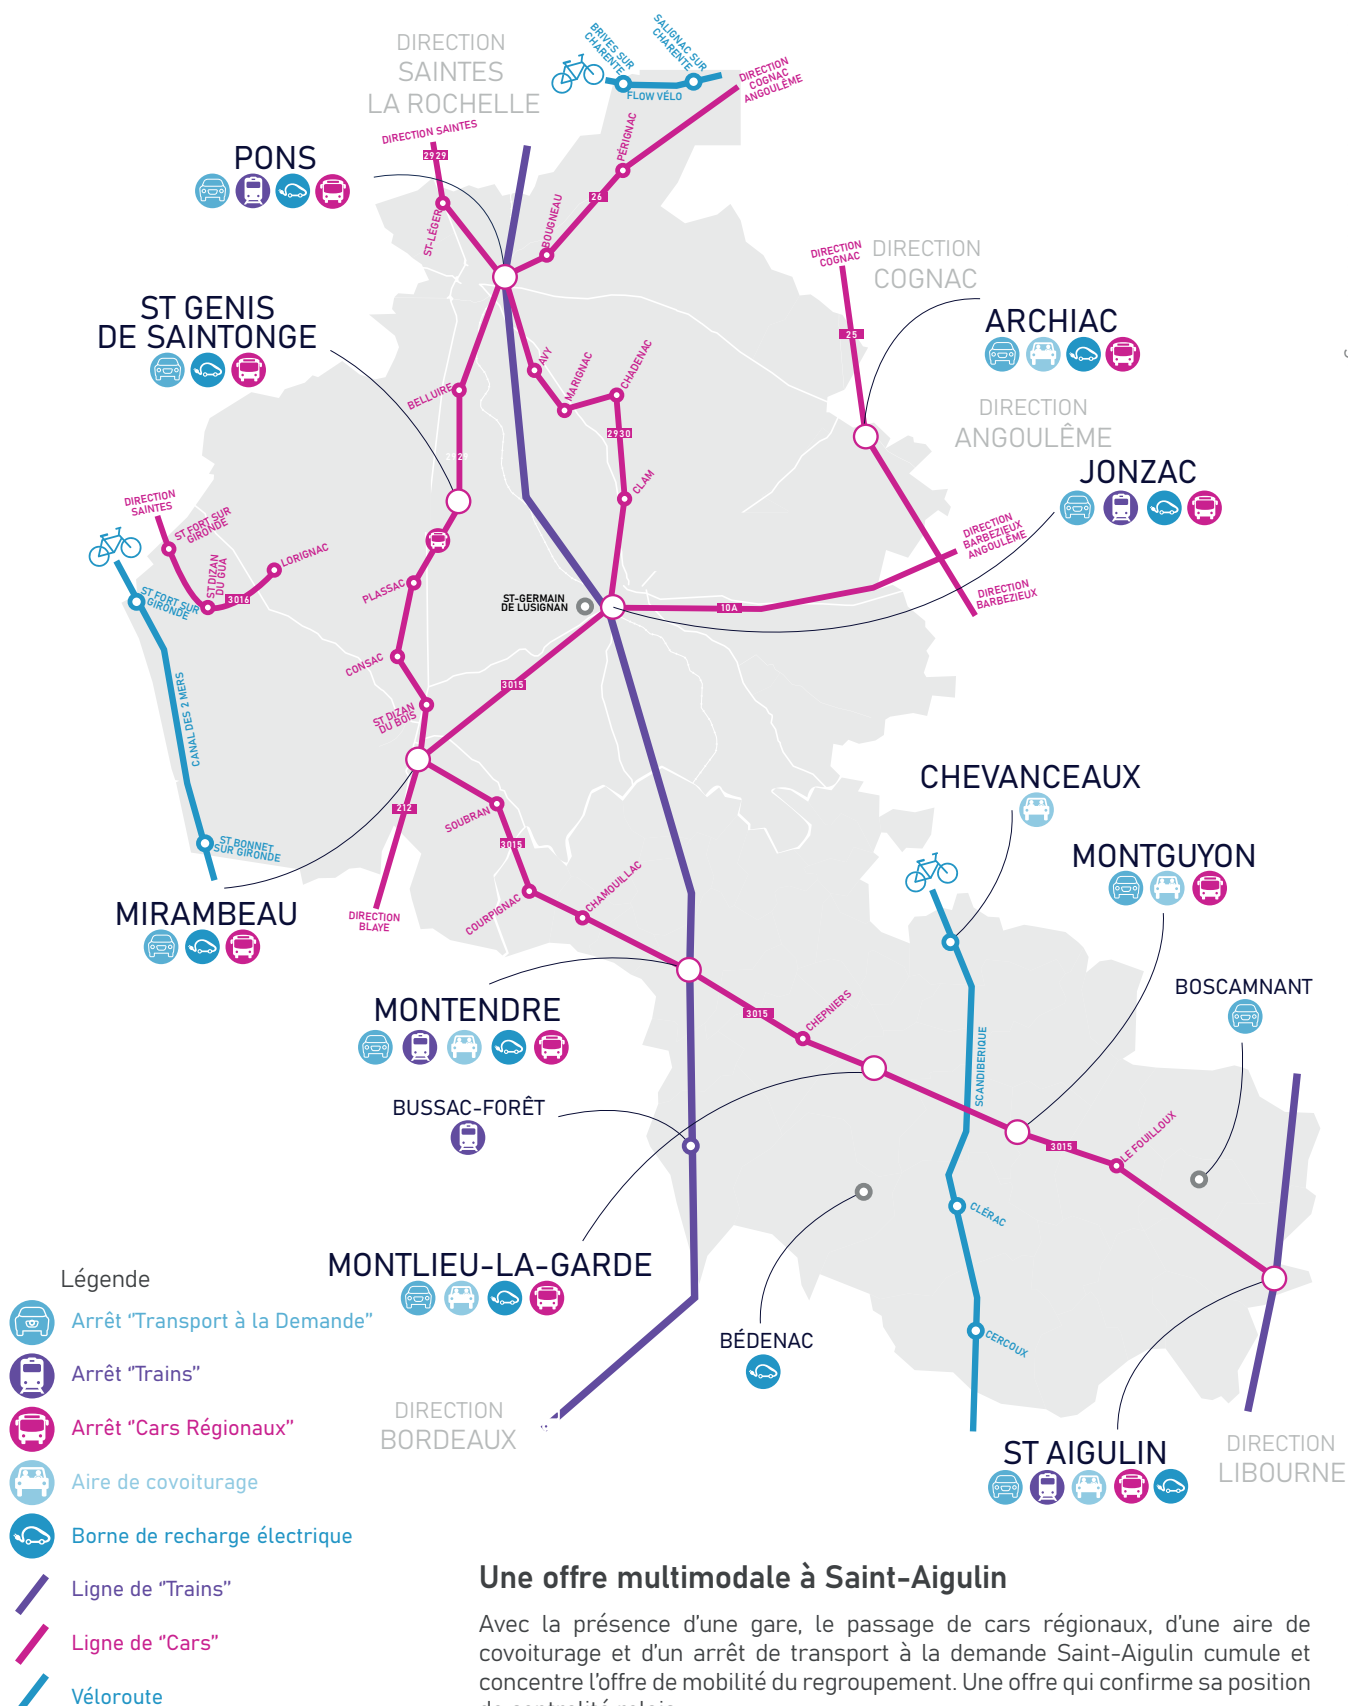 DIRECTION
SAINTES
LA ROCHELLE
BRIVES SUR
CHARENTE
SALIGNAC SUR
CHARENTE
FLOW VÉLO
DIRECTION
COGNAC
ANGOULÊME
DIRECTION SAINTES
2929
PONS
PÉRIGNAC
26
BOUGNEAU
ST-LÉGER
DIRECTION
COGNAC
DIRECTION
COGNAC
25
ARCHIAC
ST GENIS
DE SAINTONGE
AVY
MARIGNAC
CHADENAC
BELLUIRE
2930
2929
CLAM
DIRECTION
ANGOULÊME
JONZAC
DIRECTION
SAINTES
ST FORT SUR
GIRONDE
ST DIZAN
DU GUA
LORIGNAC
3016
ST FORT SUR
GIRONDE
CANAL DES 2 MERS
ST BONNET
SUR GIRONDE
PLASSAC
ST-GERMAIN
DE LUSIGNAN
10A
DIRECTION
BARBEZIEUX
ANGOULÊME
DIRECTION
BARBEZIEUX
CONSAC
3015
ST DIZAN
DU BOIS
212
SOUBRAN
3015
COURPIGNAC
CHAMOUILLAC
DIRECTION
BLAYE
MIRAMBEAU
CHEVANCEAUX
MONTGUYON
BOSCAMNANT
MONTENDRE
3015
CHEPNIERS
SCANDIBERIQUE
BUSSAC-FORÊT
3015
LE FOUILLOUX
CLÉRAC
MONTLIEU-LA-GARDE
BÉDENAC
CERCOUX
DIRECTION
BORDEAUX
ST AIGULIN
DIRECTION
LIBOURNE
Légende
Arrêt “Transport à la Demande”
Arrêt “Trains”
Arrêt “Cars Régionaux”
Aire de covoiturage
Borne de recharge électrique
Ligne de “Trains”
Ligne de “Cars”
Véloroute
Une offre multimodale à Saint-Aigulin
Avec la présence d'une gare, le passage de cars régionaux, d'une aire de
covoiturage et d'un arrêt de transport à la demande Saint-Aigulin cumule et
concentre l'offre de mobilité du regroupement. Une offre qui confirme sa position